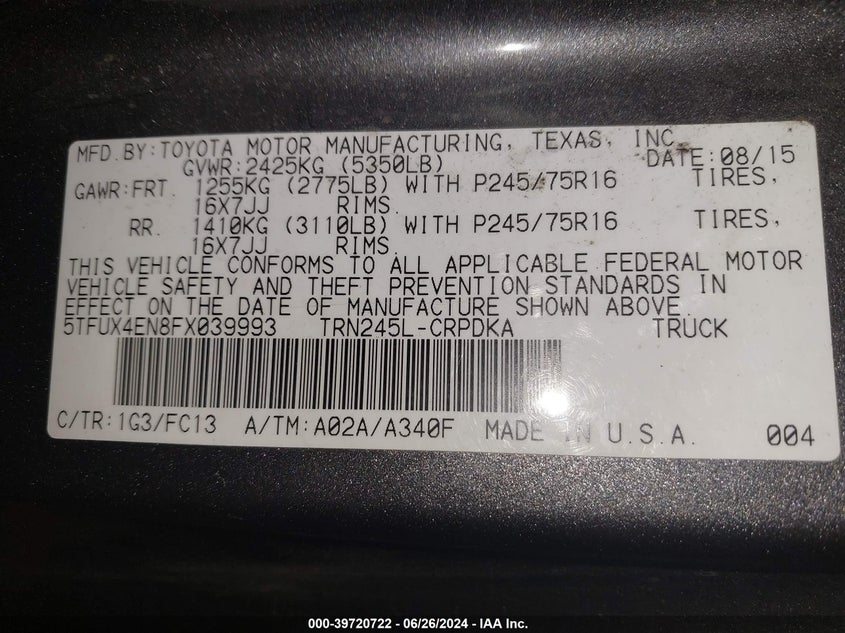 MFD. BY: TOYOTA MOTOR MANUFACTURING, TEXAS, INC.
GVWR: 2425KG (5350LB) DATE: 08/15
GAWR: FRT. 1255KG (2775LB) WITH P245/75R16 TIRES,
16X7JJ RIMS.
RR. 1410KG (3110LB) WITH P245/75R16 TIRES,
16X7JJ RIMS.
THIS VEHICLE CONFORMS TO ALL APPLICABLE FEDERAL MOTOR
VEHICLE SAFETY AND THEFT PREVENTION STANDARDS IN
EFFECT ON THE DATE OF MANUFACTURE SHOWN ABOVE.
5TFUX4EN8FX039993 TRN245L-CRPDKA TRUCK
C/TR: 1G3/FC13 A/TM: A02A/A340F MADE IN U.S.A. 004
000-39720722 - 06/26/2024 - IAA Inc.